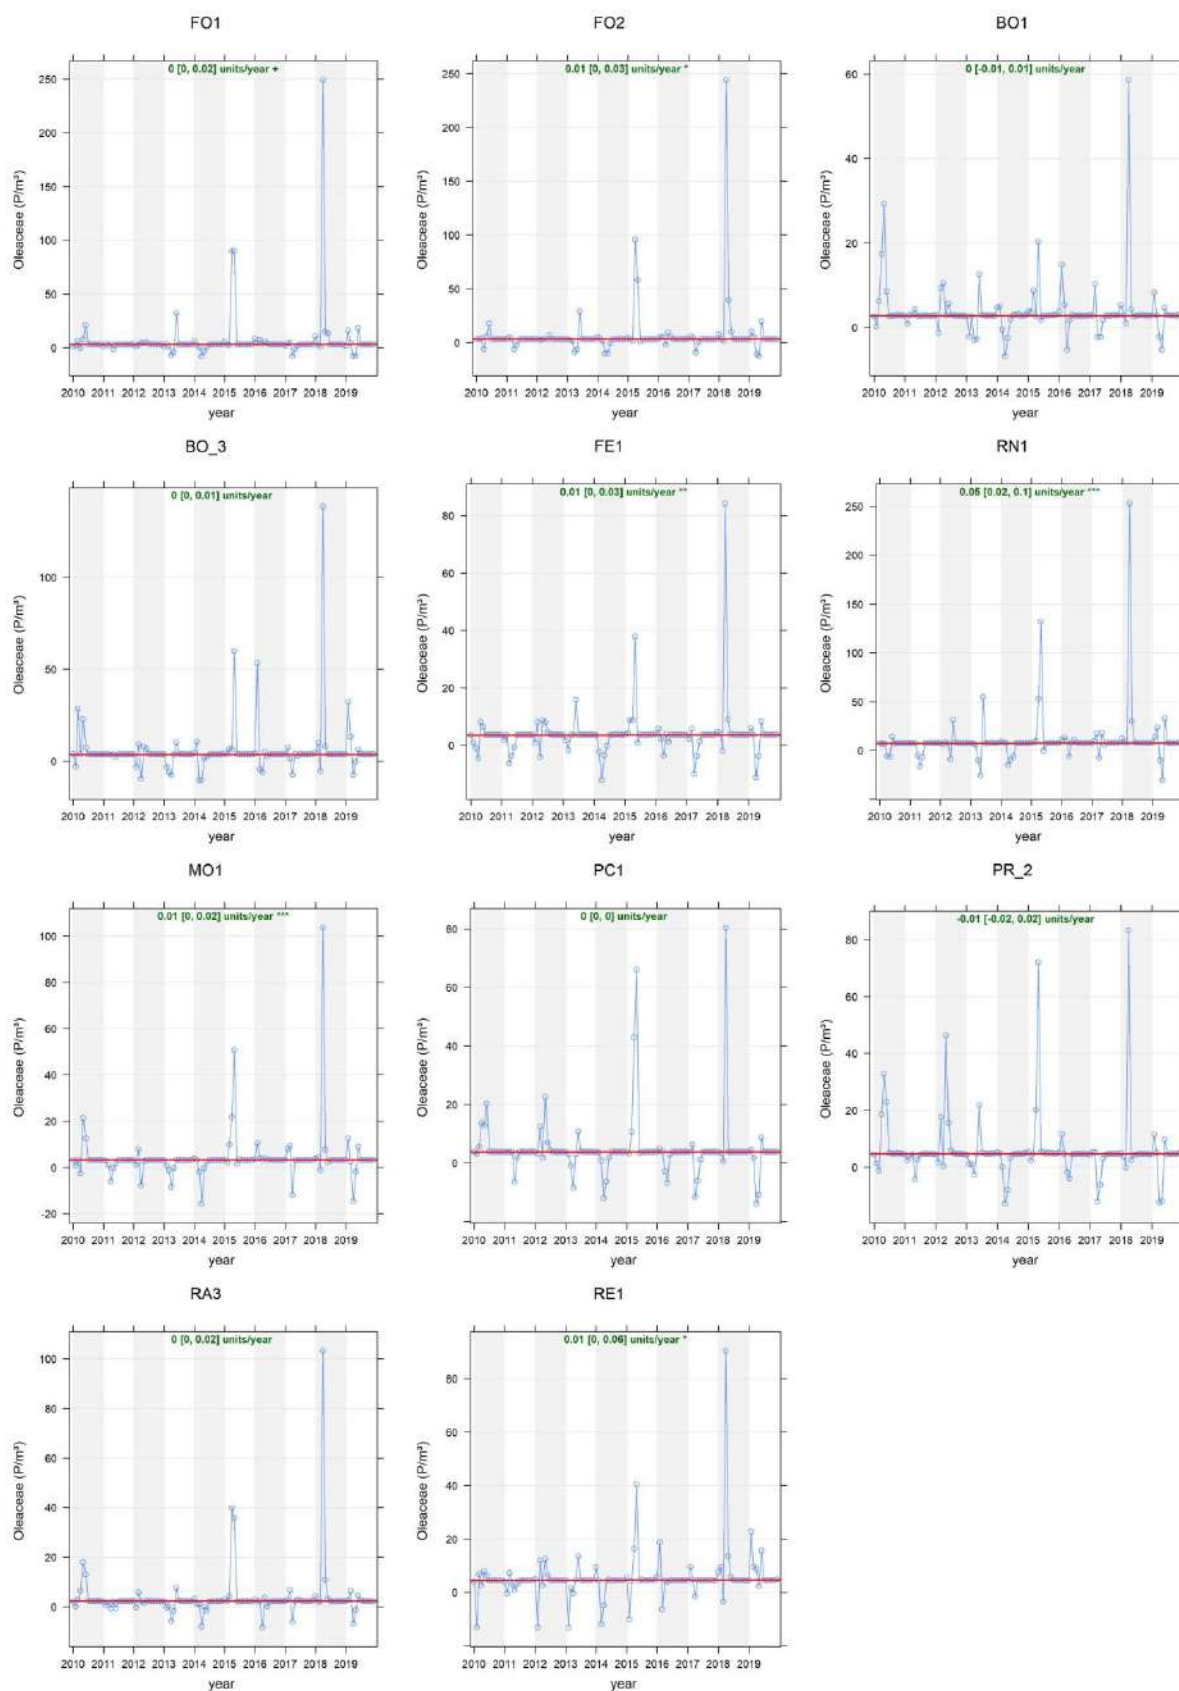 FO1
0 [0, 0.02] units/year +
Oleaceae (P/m³)
250
200
150
100
50
0
2010 2011 2012 2013 2014 2015 2016 2017 2018 2019
year
FO2
0.01 [0, 0.03] units/year *
Oleaceae (P/m³)
250
200
150
100
50
0
2010 2011 2012 2013 2014 2015 2016 2017 2018 2019
year
BO1
0 [-0.01, 0.01] units/year
Oleaceae (P/m³)
60
40
20
0
2010 2011 2012 2013 2014 2015 2016 2017 2018 2019
year
BO_3
0 [0, 0.01] units/year
Oleaceae (P/m³)
100
50
0
2010 2011 2012 2013 2014 2015 2016 2017 2018 2019
year
FE1
0.01 [0, 0.03] units/year **
Oleaceae (P/m³)
80
60
40
20
0
2010 2011 2012 2013 2014 2015 2016 2017 2018 2019
year
RN1
0.05 [0.02, 0.1] units/year ***
Oleaceae (P/m³)
250
200
150
100
50
0
2010 2011 2012 2013 2014 2015 2016 2017 2018 2019
year
MO1
0.01 [0, 0.02] units/year ***
Oleaceae (P/m³)
100
80
60
40
20
0
-20
2010 2011 2012 2013 2014 2015 2016 2017 2018 2019
year
PC1
0 [0, 0] units/year
Oleaceae (P/m³)
80
60
40
20
0
2010 2011 2012 2013 2014 2015 2016 2017 2018 2019
year
PR_2
-0.01 [-0.02, 0.02] units/year
Oleaceae (P/m³)
80
60
40
20
0
2010 2011 2012 2013 2014 2015 2016 2017 2018 2019
year
RA3
0 [0, 0.02] units/year
Oleaceae (P/m³)
100
80
60
40
20
0
2010 2011 2012 2013 2014 2015 2016 2017 2018 2019
year
RE1
0.01 [0, 0.06] units/year *
Oleaceae (P/m³)
80
60
40
20
0
2010 2011 2012 2013 2014 2015 2016 2017 2018 2019
year